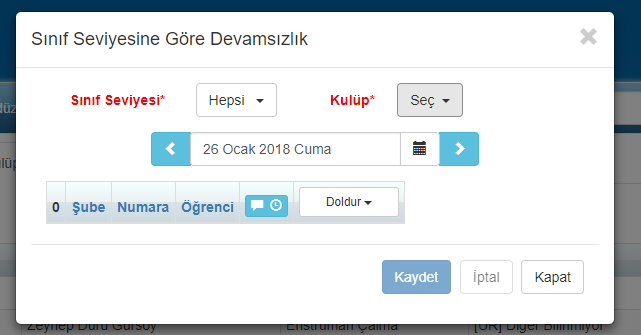 Sınıf Seviyesine Göre Devamsızlık
Sınıf Seviyesi* Hepsi Kulüp* Seç
26 Ocak 2018 Cuma
0 Şube Numara Öğrenci Doldur
Kaydet İptal Kapat
Zeynep Duru Gürsoy Enstrüman Çalma [UR] Diğer Bilinmiyor